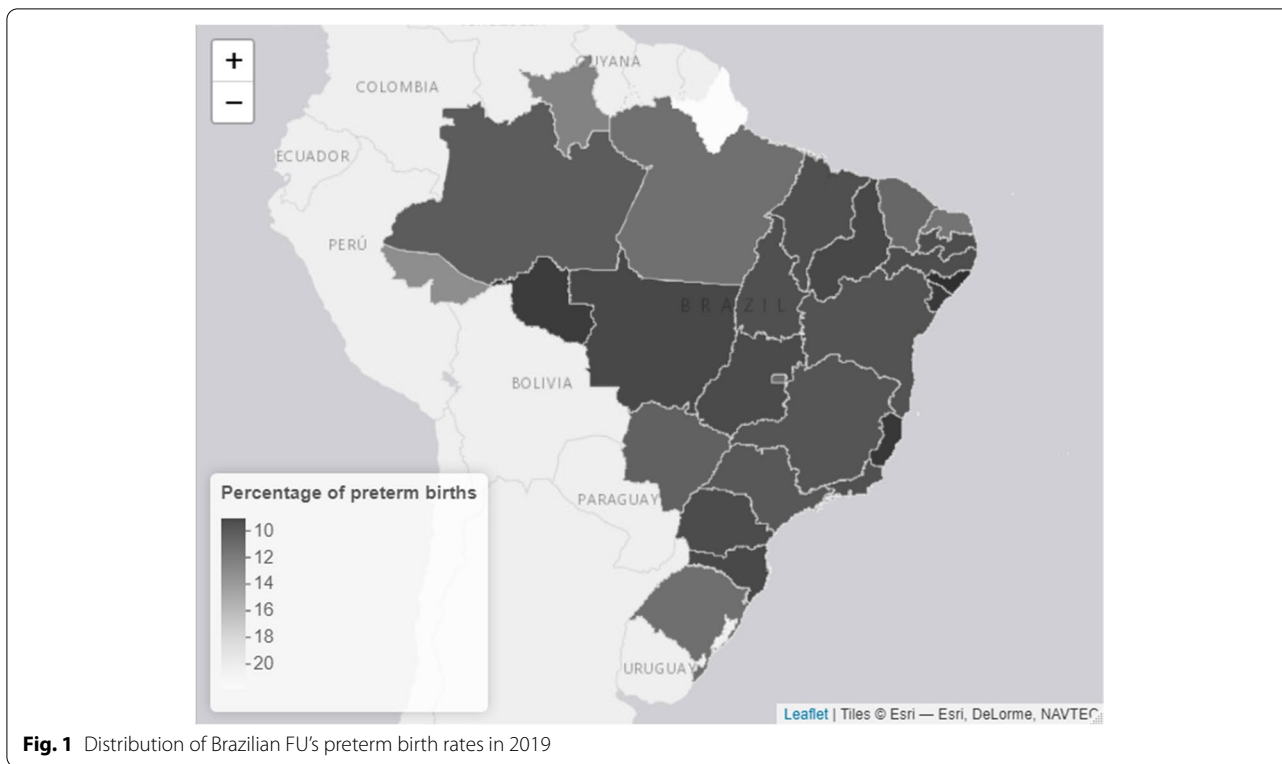 +
GUYANA
COLOMBIA
−
ECUADOR
PERÚ
BRAZIL
BOLIVIA
Percentage of preterm births
PARAGUAY
10
12
14
16
18
20
URUGUAY
Leaflet | Tiles © Esri — Esri, DeLorme, NAVTEQ
Fig. 1 Distribution of Brazilian FU's preterm birth rates in 2019